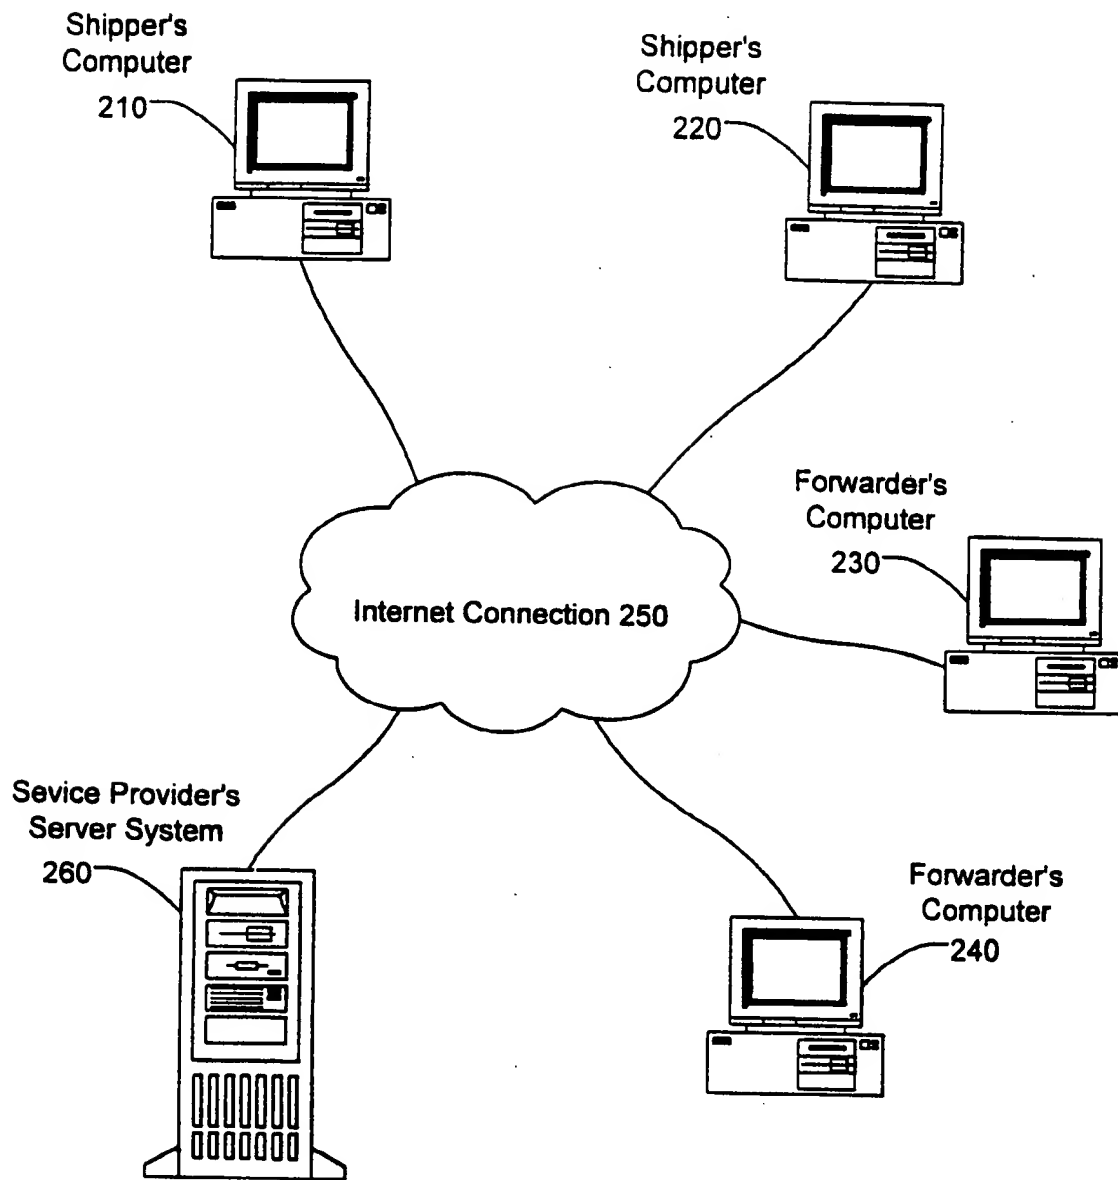 Shipper's
Computer
210
Shipper's
Computer
220
Forwarder's
Computer
230
Internet Connection 250
Sevice Provider's
Server System
260
Forwarder's
Computer
240